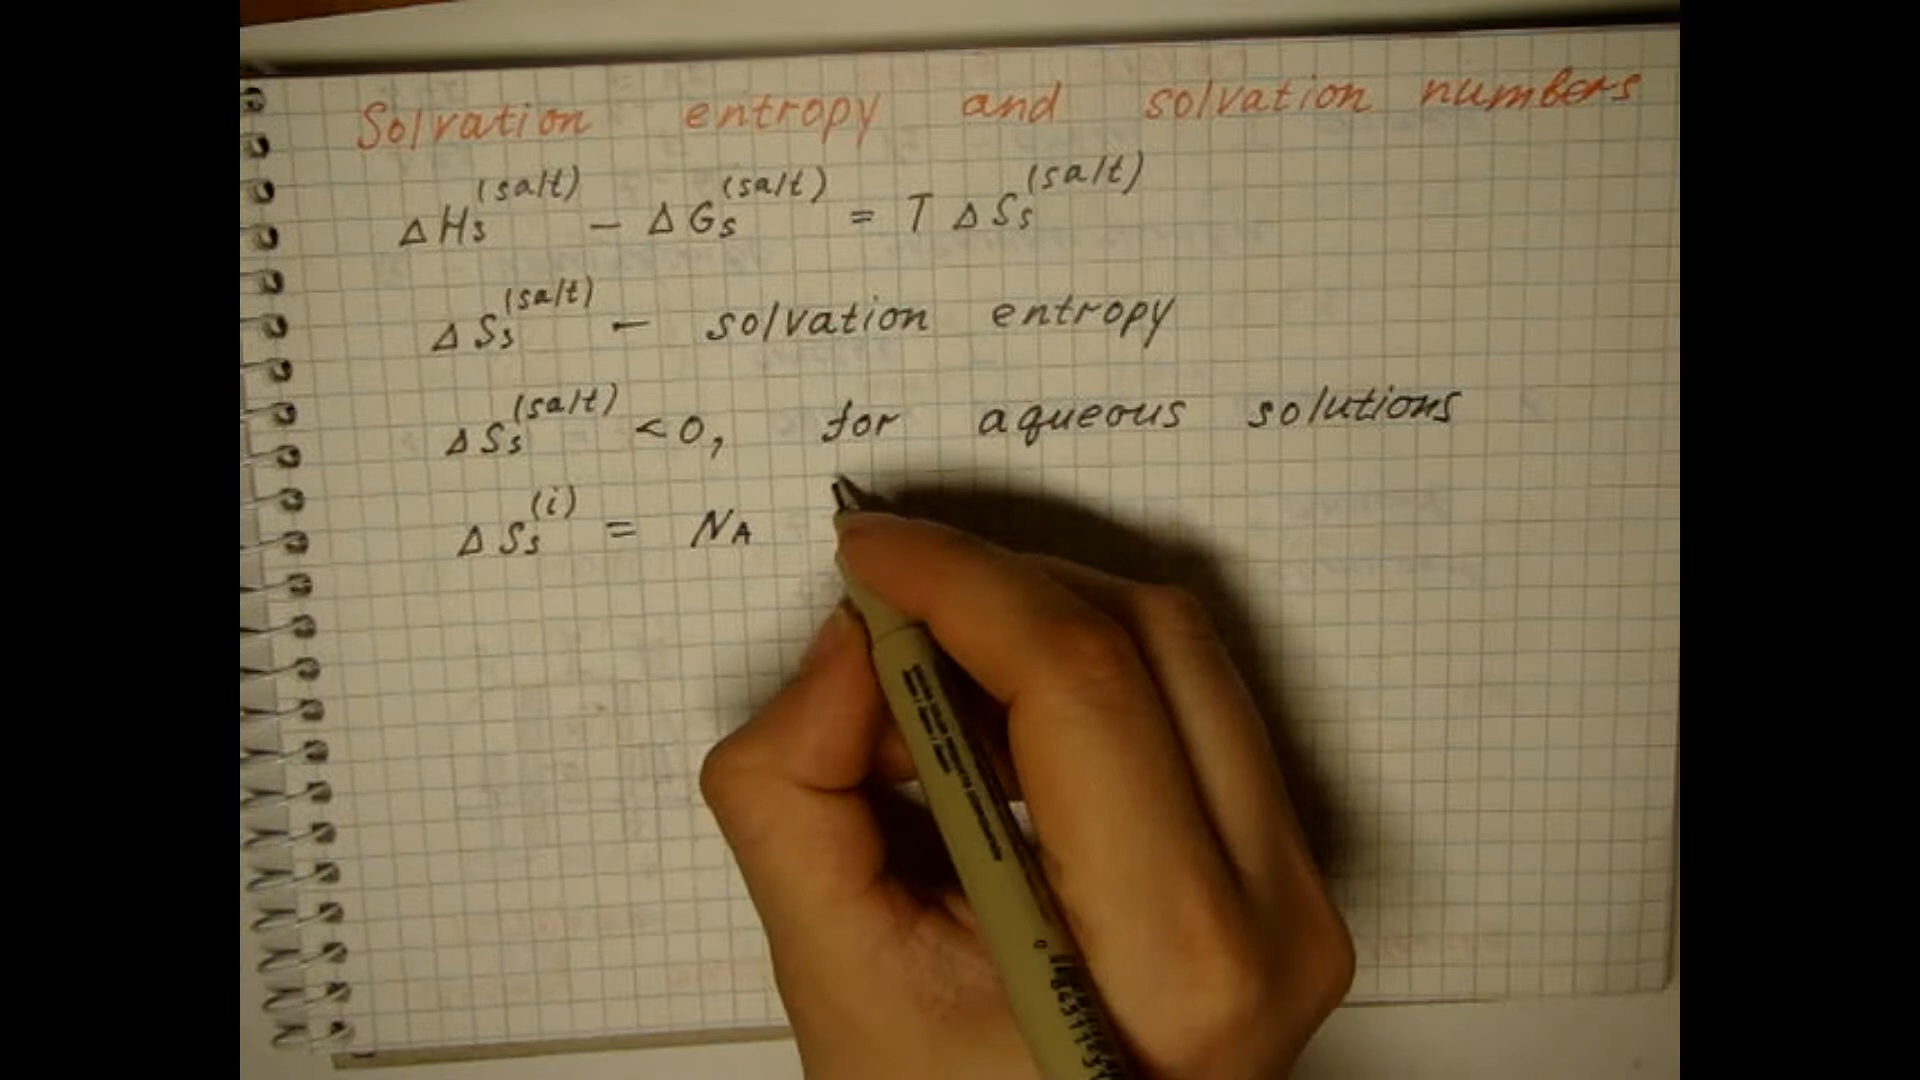 Solvation entropy and solvation numbers
ΔHs^(salt) − ΔGs^(salt) = TΔSs^(salt)
ΔSs^(salt) − solvation entropy
ΔSs^(salt) <0, for aqueous solutions
ΔSs^(i) = NA